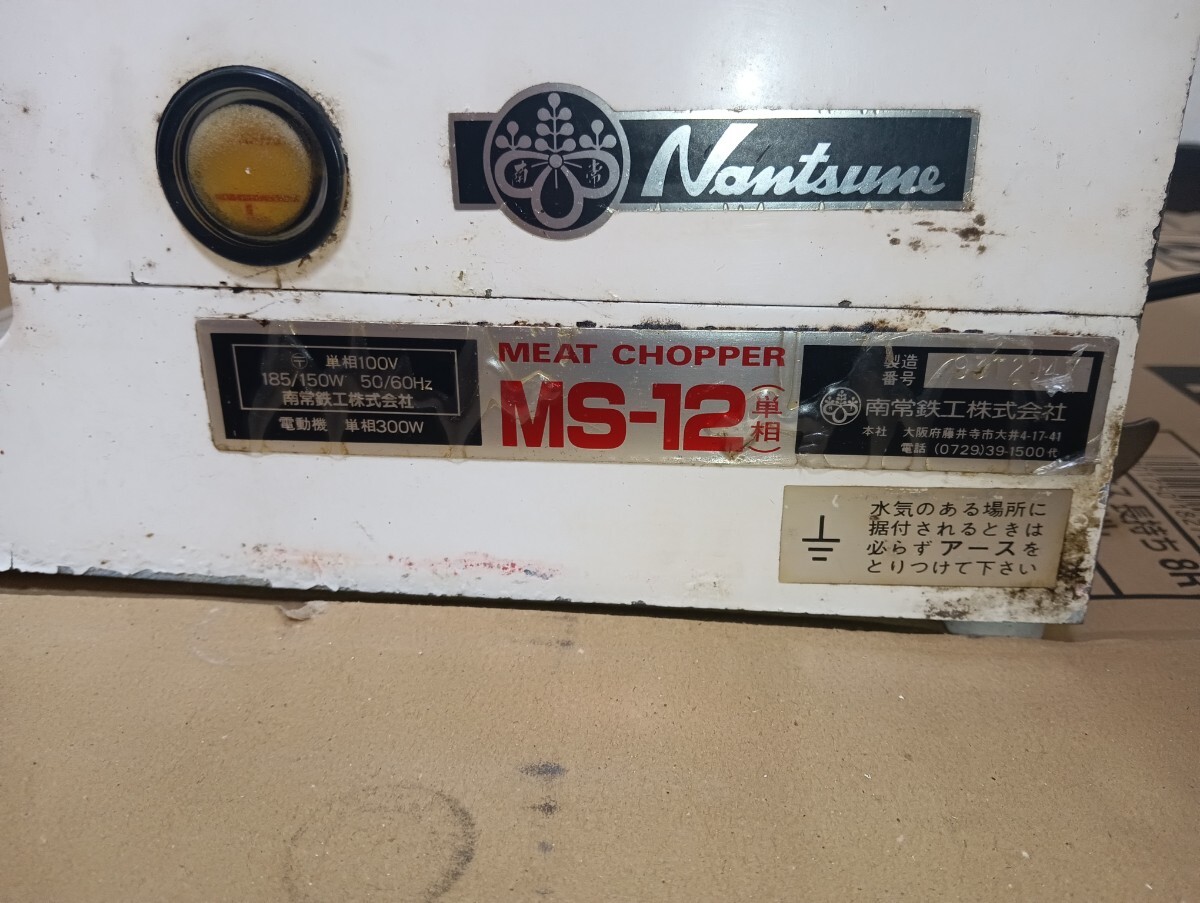 南 常
Nantsune
〒 単相100V
185/150W 50/60Hz
南常鉄工株式会社
電動機 単相300W
MEAT CHOPPER
MS-12(単相)
製造
番号
南常鉄工株式会社
本社 大阪府藤井寺市大井4-17-41
電話 (0729)39-1500代
水気のある場所に
据付されるときは
必らずアースを
とりつけて下さい
長持ち 8H